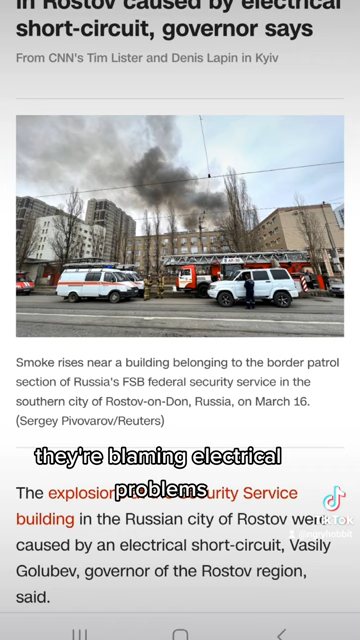 in Rostov caused by electrical
short-circuit, governor says
From CNN's Tim Lister and Denis Lapin in Kyiv
Smoke rises near a building belonging to the border patrol
section of Russia's FSB federal security service in the
southern city of Rostov-on-Don, Russia, on March 16.
(Sergey Pivovarov/Reuters)
they're blaming electrical
problems
The explosion Security Service
building in the Russian city of Rostov were
caused by an electrical short-circuit, Vasily
Golubev, governor of the Rostov region,
said.
TikTok